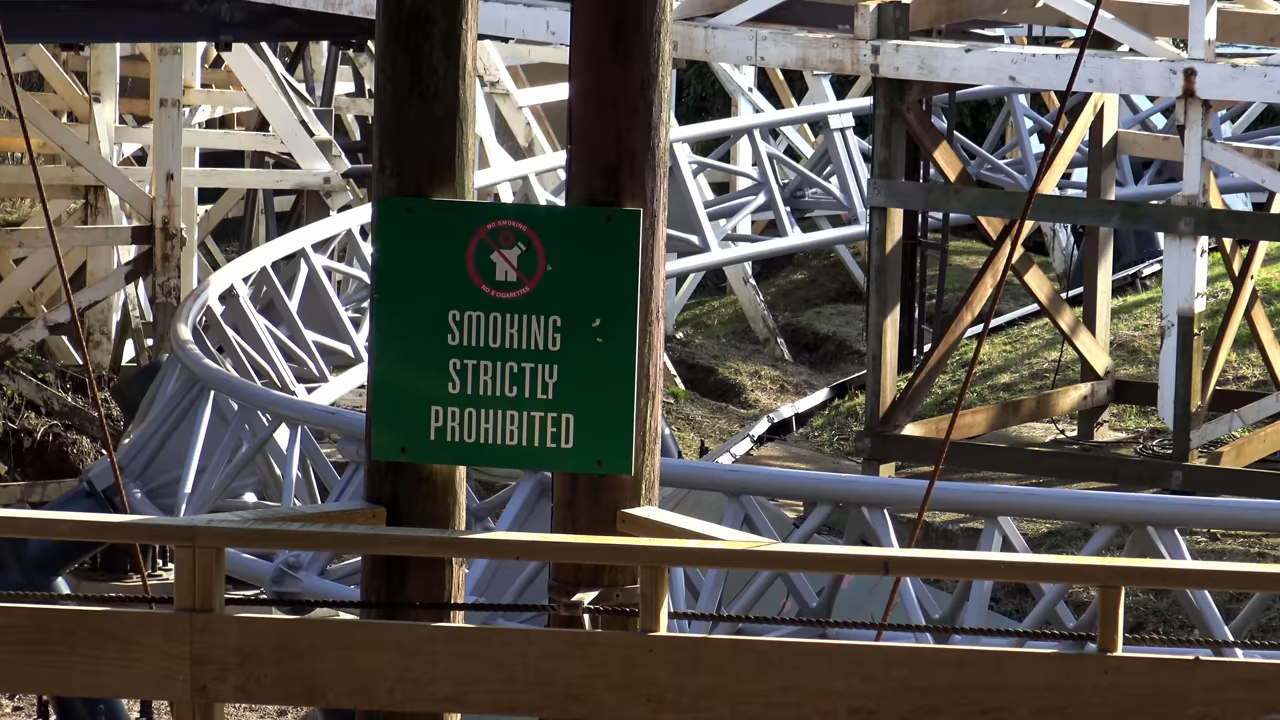 NO SMOKING
NO E CIGARETTES
SMOKING
STRICTLY
PROHIBITED